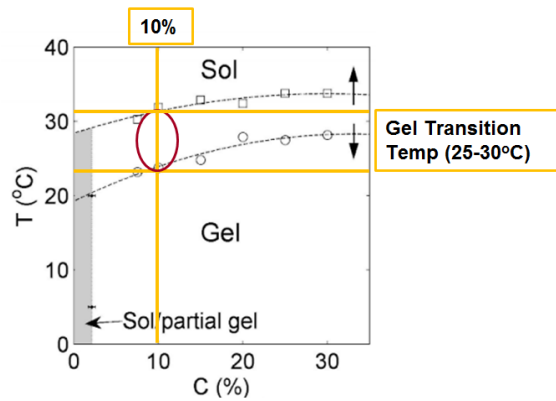 10%
40
30
20
10
0
T (°C)
Sol
Gel
Sol/partial gel
Gel Transition
Temp (25-30°C)
0
10
20
30
C (%)